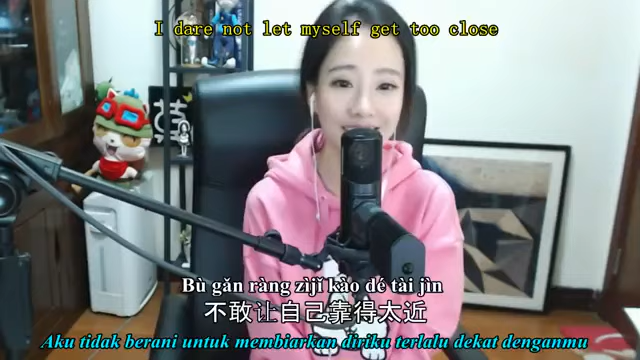 I dare not let myself get too close
Bù gǎn ràng zìjǐ kào dé tài jìn
不敢让自己靠得太近
Aku tidak berani untuk membiarkan diriku terlalu dekat denganmu